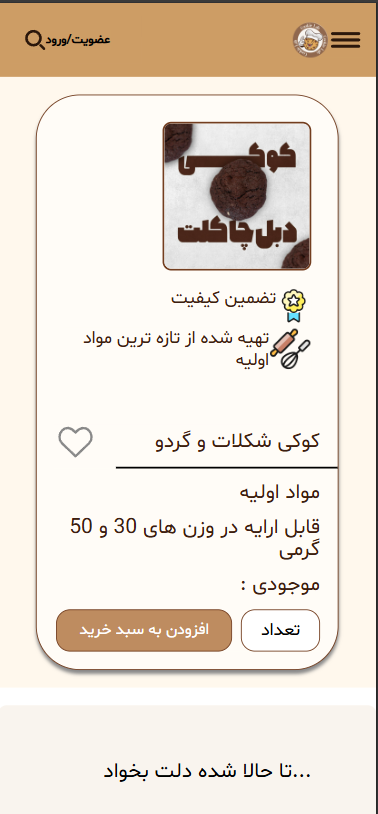 عضویت/ورود
کوکی
دبل چاکلت
تضمین کیفیت
تهیه شده از تازه ترین مواد
اولیه
کوکی شکلات و گردو
مواد اولیه
قابل ارایه در وزن های 30 و 50
گرمی
موجودی :
تعداد
افزودن به سبد خرید
...تا حالا شده دلت بخواد